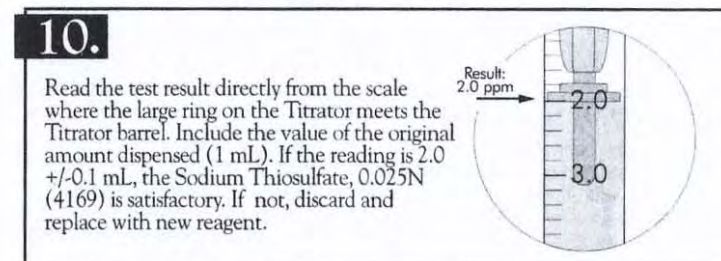 10.
Read the test result directly from the scale
where the large ring on the Titrator meets the
Titrator barrel. Include the value of the original
amount dispensed (1 mL). If the reading is 2.0
+/-0.1 mL, the Sodium Thiosulfate, 0.025N
(4169) is satisfactory. If not, discard and
replace with new reagent.
Result:
2.0 ppm
2.0
3.0